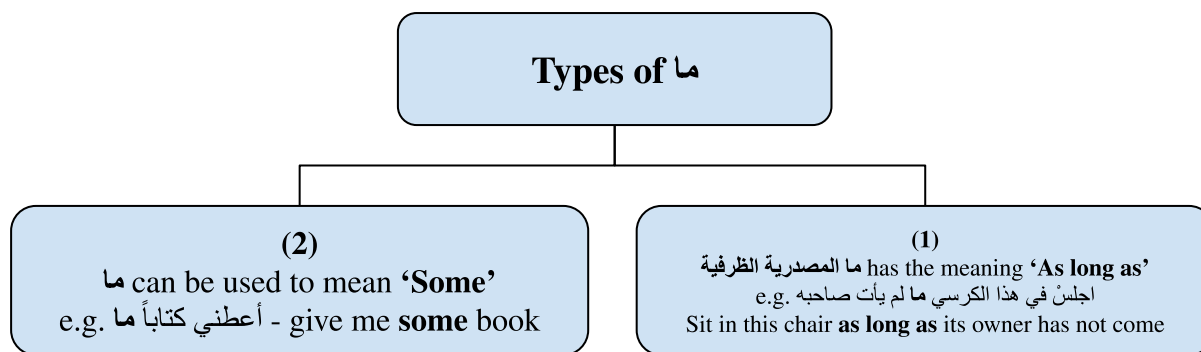 Types of ما
(2)
ما can be used to mean ‘Some’
e.g. أعطني كتاباً ما - give me some book
(1)
ما المصدرية الظرفية has the meaning ‘As long as’
e.g. اجلسْ في هذا الكرسي ما لم يأت صاحبه
Sit in this chair as long as its owner has not come